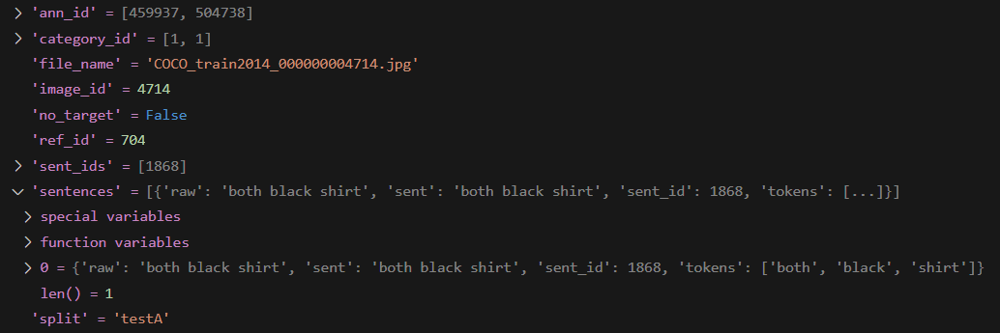 'ann_id' = [459937, 504738]
'category_id' = [1, 1]
'file_name' = 'COCO_train2014_000000004714.jpg'
'image_id' = 4714
'no_target' = False
'ref_id' = 704
'sent_ids' = [1868]
'sentences' = [{'raw': 'both black shirt', 'sent': 'both black shirt', 'sent_id': 1868, 'tokens': [...]}]
special variables
function variables
0 = {'raw': 'both black shirt', 'sent': 'both black shirt', 'sent_id': 1868, 'tokens': ['both', 'black', 'shirt']}
len() = 1
'split' = 'testA'